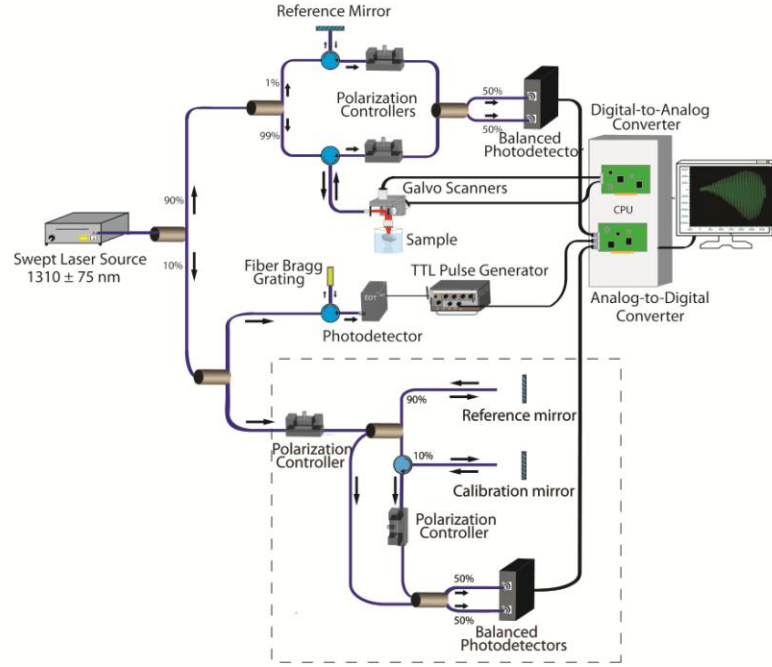 Reference Mirror
1%
Polarization
Controllers
99%
50%
50%
Balanced
Photodetector
Digital-to-Analog
Converter
CPU
Analog-to-Digital
Converter
Galvo Scanners
Sample
90%
10%
Swept Laser Source
1310 ± 75 nm
Fiber Bragg
Grating
EOT
Photodetector
TTL Pulse Generator
Polarization
Controller
90%
Reference mirror
10%
Calibration mirror
Polarization
Controller
50%
50%
Balanced
Photodetectors